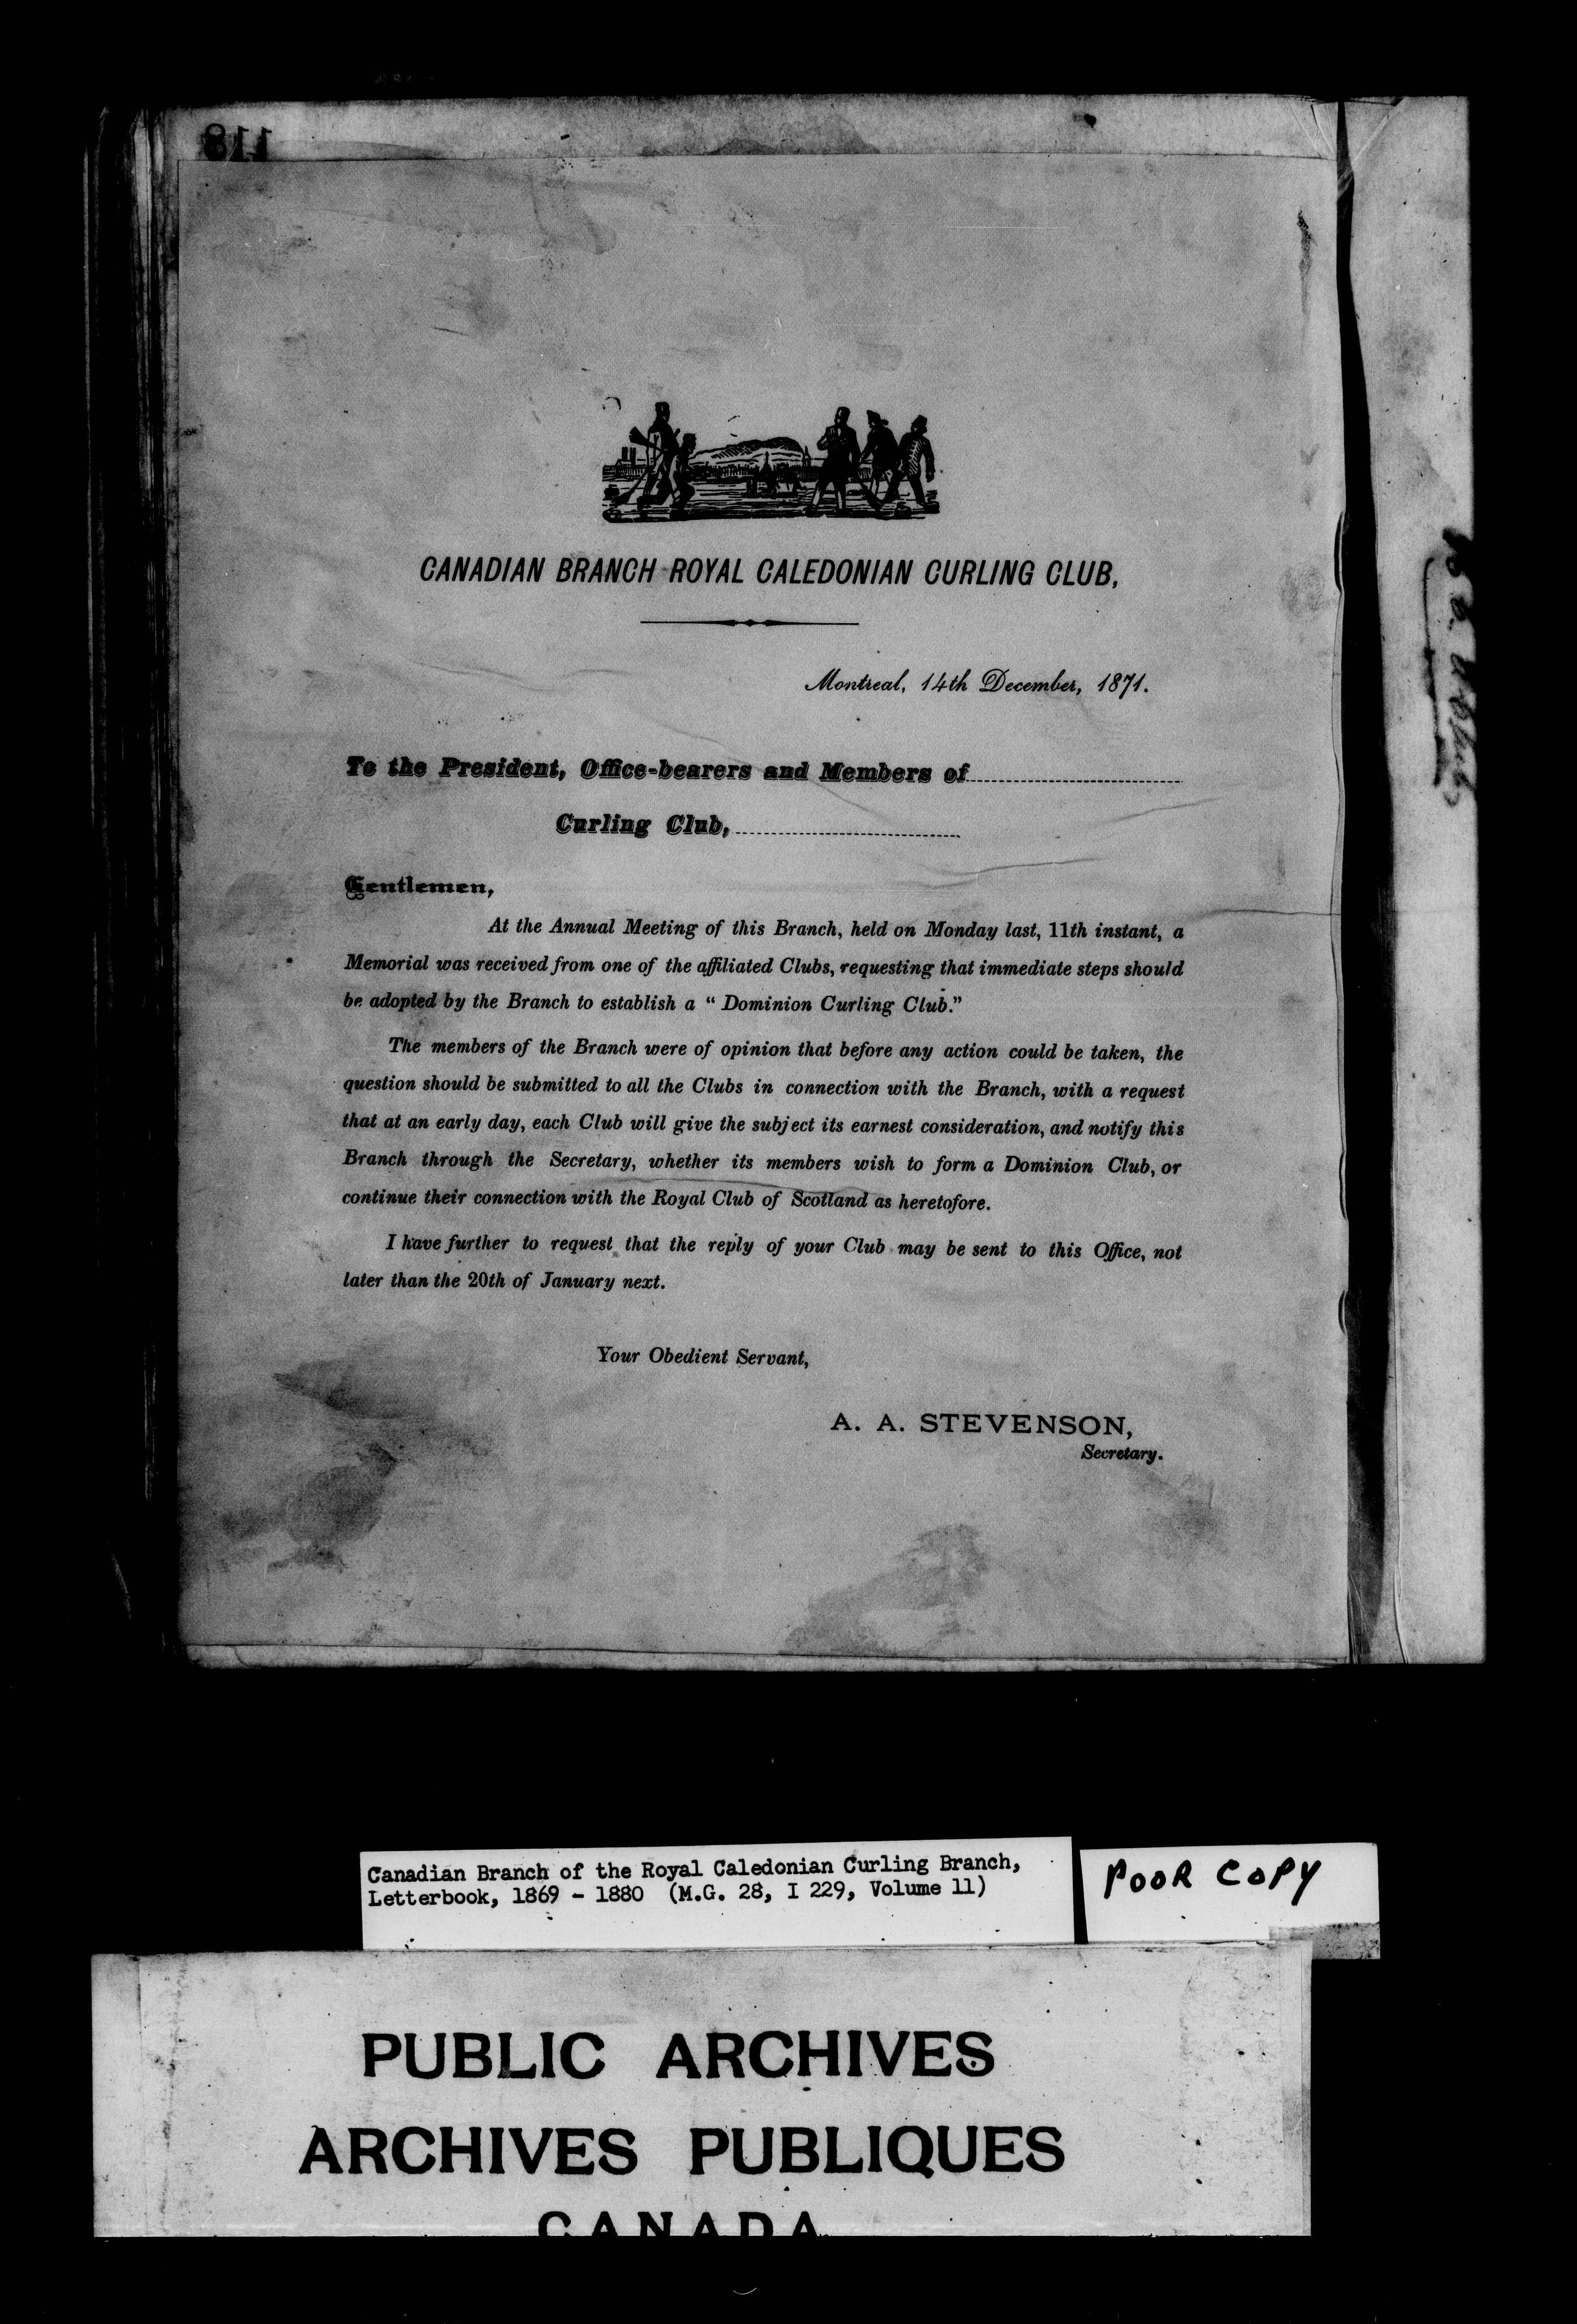 118
CANADIAN BRANCH ROYAL CALEDONIAN CURLING CLUB,
Montreal, 14th December, 1871.
To the President, Office-bearers and Members of
Curling Club,
Gentlemen,
At the Annual Meeting of this Branch, held on Monday last, 11th instant, a
Memorial was received from one of the affiliated Clubs, requesting that immediate steps should
be adopted by the Branch to establish a “ Dominion Curling Club.”
The members of the Branch were of opinion that before any action could be taken, the
question should be submitted to all the Clubs in connection with the Branch, with a request
that at an early day, each Club will give the subject its earnest consideration, and notify this
Branch through the Secretary, whether its members wish to form a Dominion Club, or
continue their connection with the Royal Club of Scotland as heretofore.
I have further to request that the reply of your Club may be sent to this Office, not
later than the 20th of January next.
Your Obedient Servant,
A. A. STEVENSON,
Secretary.
Canadian Branch of the Royal Caledonian Curling Branch,
Letterbook, 1869 - 1880 (M.G. 28, I 229, Volume 11)
POOR COPY
PUBLIC ARCHIVES
ARCHIVES PUBLIQUES
CANADA